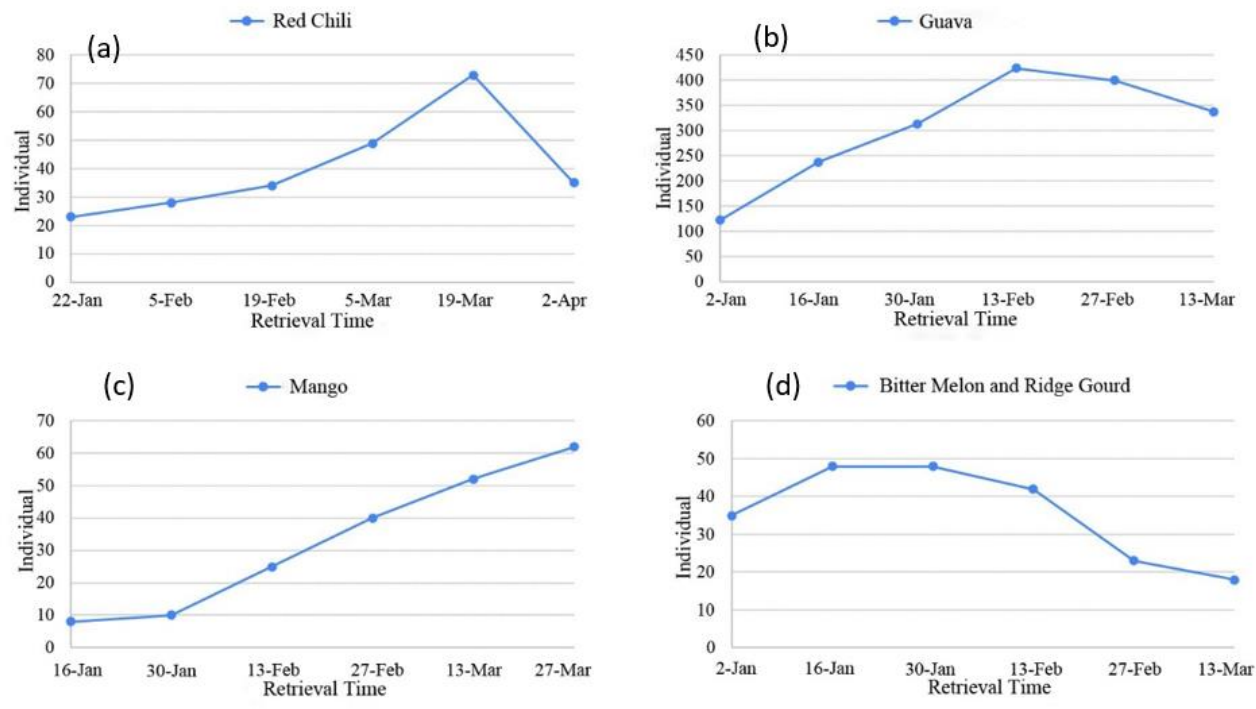 (a)
Red Chili
80
70
60
50
40
30
20
10
0
Individual
22-Jan 5-Feb 19-Feb 5-Mar 19-Mar 2-Apr
Retrieval Time
(b)
Guava
450
400
350
300
250
200
150
100
50
0
Individual
2-Jan 16-Jan 30-Jan 13-Feb 27-Feb 13-Mar
Retrieval Time
(c)
Mango
70
60
50
40
30
20
10
0
Individual
16-Jan 30-Jan 13-Feb 27-Feb 13-Mar 27-Mar
Retrieval Time
(d)
Bitter Melon and Ridge Gourd
60
50
40
30
20
10
0
Individual
2-Jan 16-Jan 30-Jan 13-Feb 27-Feb 13-Mar
Retrieval Time